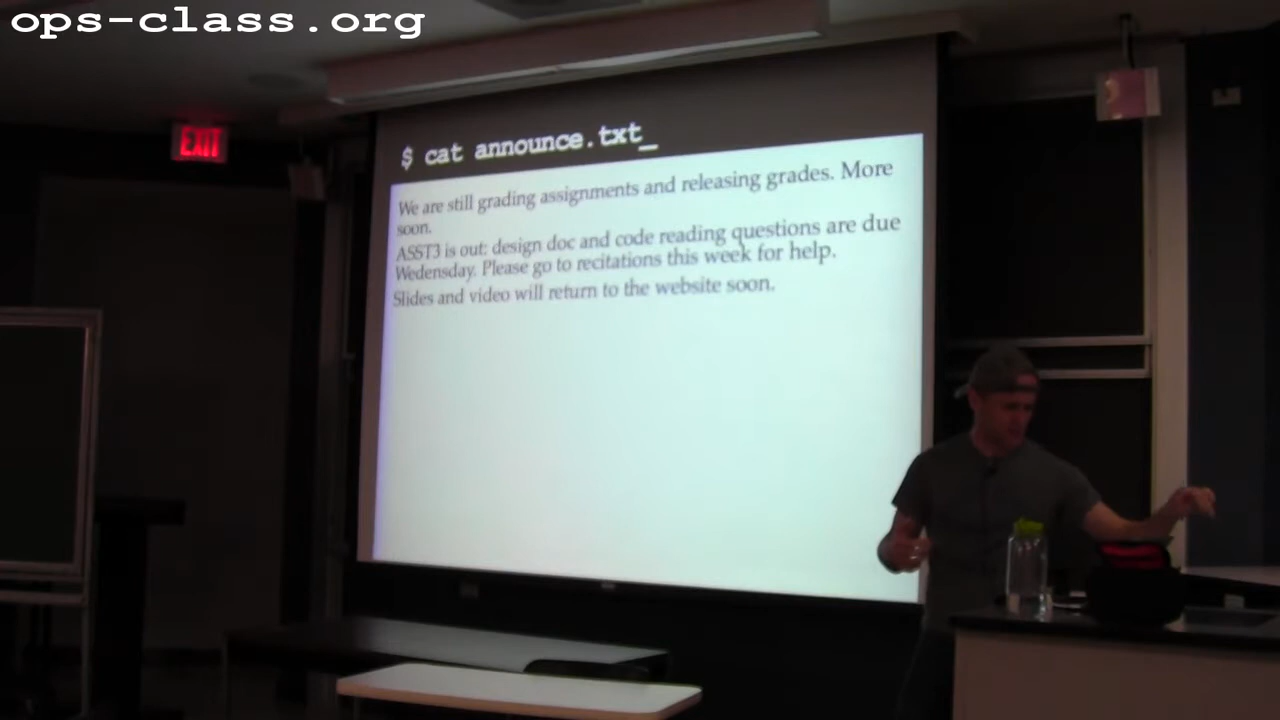 ops-class.org
EXIT
$ cat announce.txt_
We are still grading assignments and releasing grades. More
soon.
ASST3 is out: design doc and code reading questions are due
Wedensday. Please go to recitations this week for help.
Slides and video will return to the website soon.